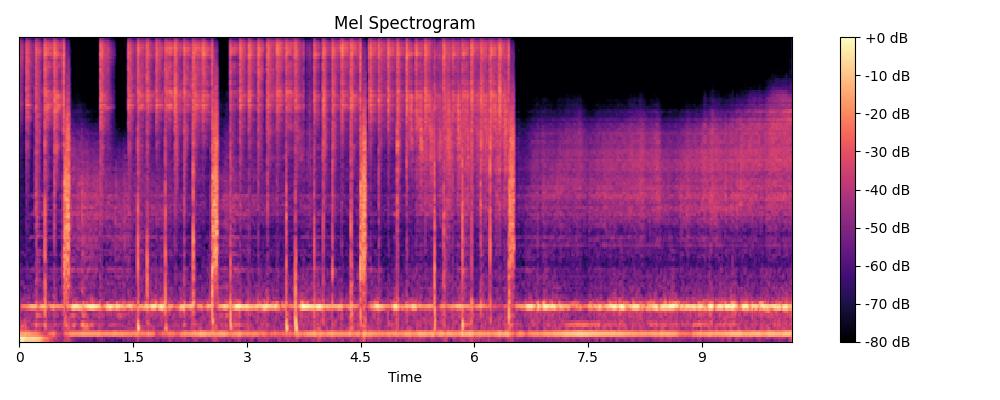 Mel Spectrogram
+0 dB
-10 dB
-20 dB
-30 dB
-40 dB
-50 dB
-60 dB
-70 dB
-80 dB
0 1.5 3 4.5 6 7.5 9
Time